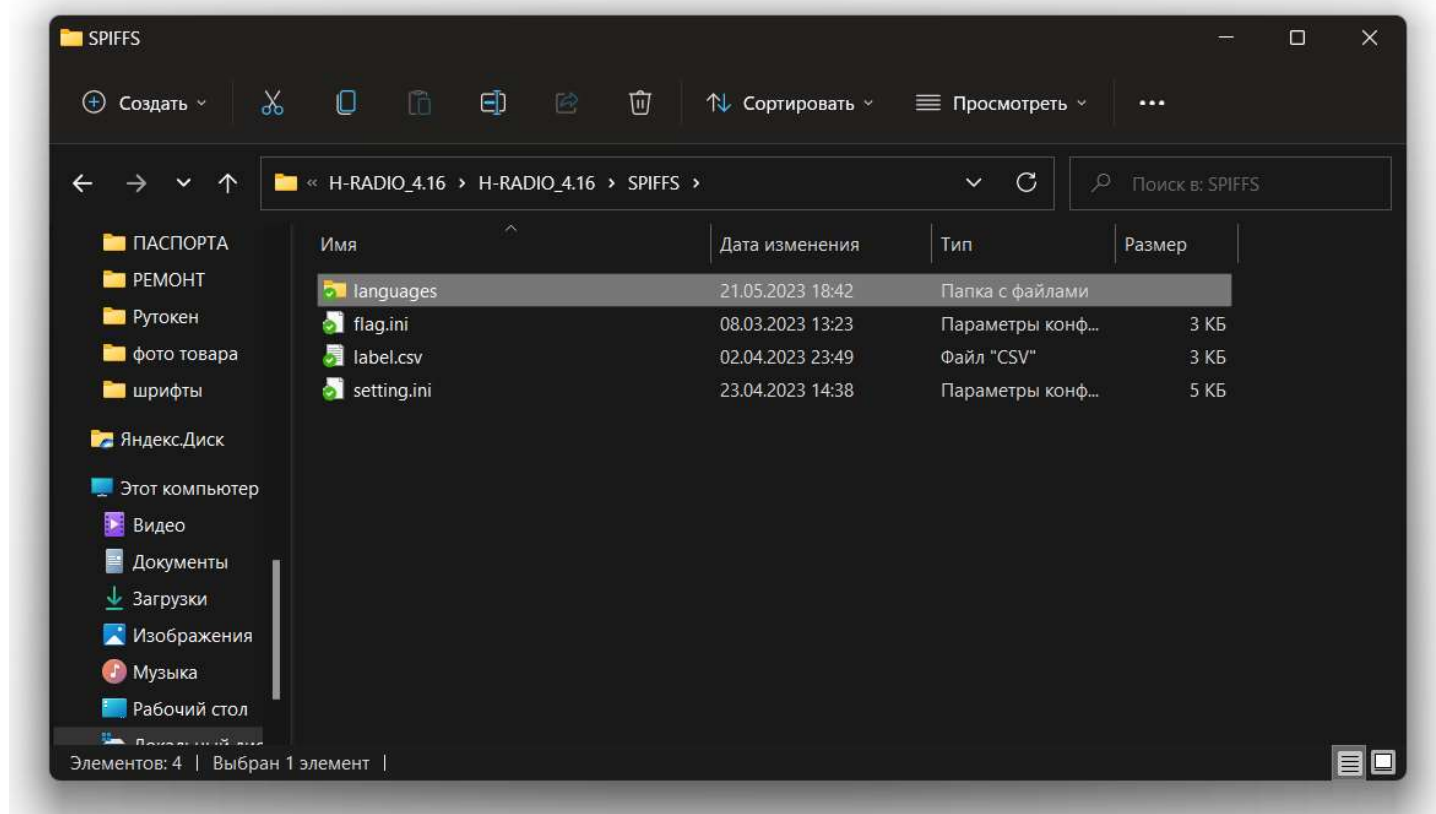 SPIFFS
Создать
Сортировать
Просмотреть
« H-RADIO_4.16 › H-RADIO_4.16 › SPIFFS ›
Поиск в: SPIFFS
ПАСПОРТА
РЕМОНТ
Рутокен
фото товара
шрифты
Яндекс.Диск
Этот компьютер
Видео
Документы
Загрузки
Изображения
Музыка
Рабочий стол
Имя Дата изменения Тип Размер
languages 21.05.2023 18:42 Папка с файлами
flag.ini 08.03.2023 13:23 Параметры конф... 3 КБ
label.csv 02.04.2023 23:49 Файл "CSV" 3 КБ
setting.ini 23.04.2023 14:38 Параметры конф... 5 КБ
Элементов: 4 | Выбран 1 элемент |